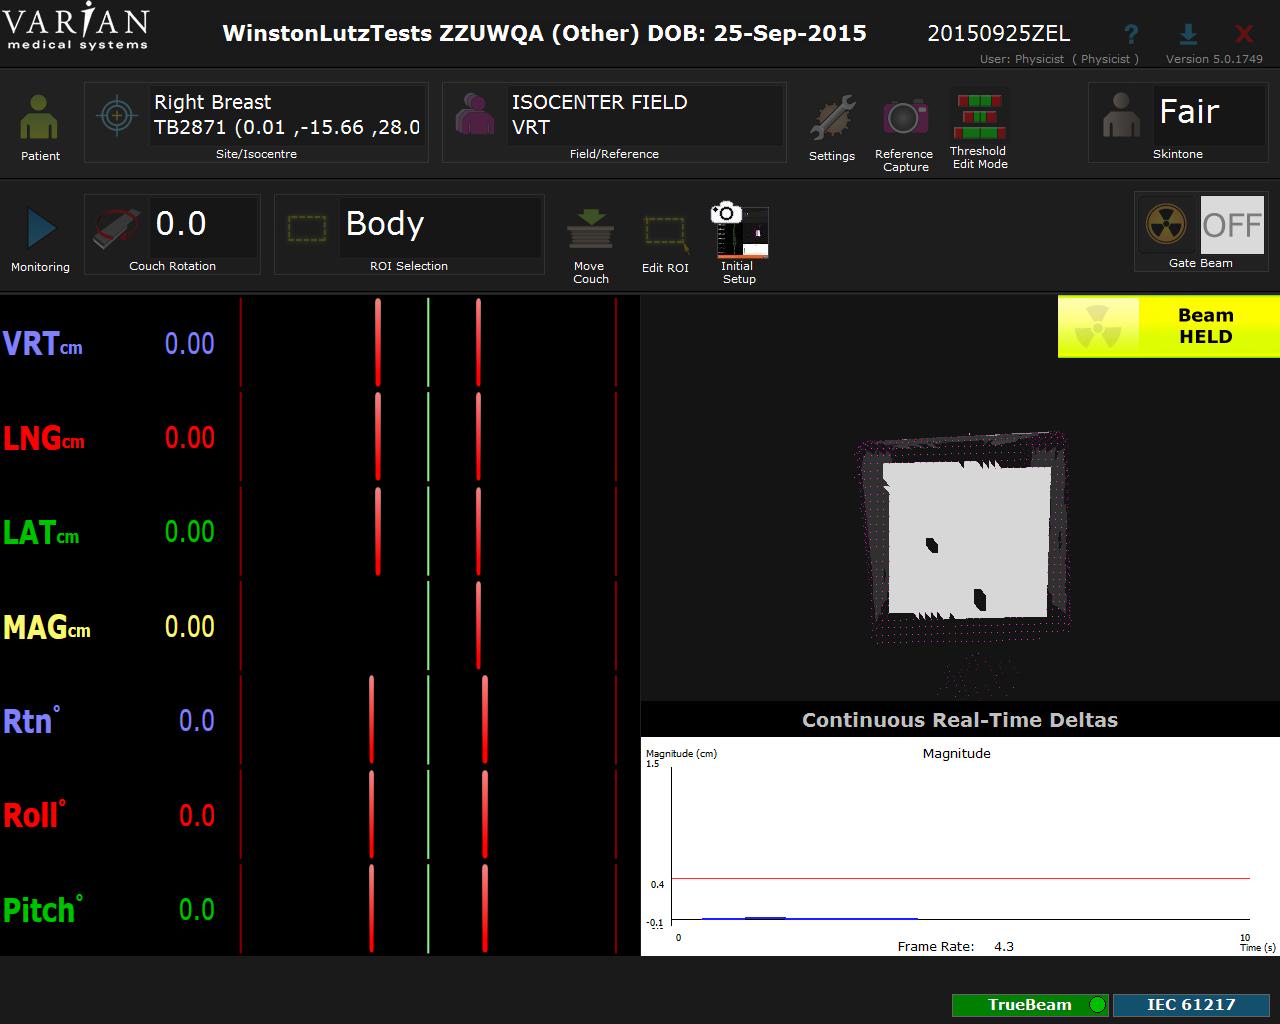 VARIAN
medical systems
WinstonLutzTests ZZUWQA (Other) DOB: 25-Sep-2015
20150925ZEL
?
X
User: Physicist ( Physicist )
Version 5.0.1749
Patient
Right Breast
TB2871 (0.01 ,-15.66 ,28.0
Site/Isocentre
ISOCENTER FIELD
VRT
Field/Reference
Settings
Reference
Capture
Threshold
Edit Mode
Fair
Skintone
Monitoring
0.0
Couch Rotation
Body
ROI Selection
Move
Couch
Edit ROI
Initial
Setup
OFF
Gate Beam
VRTcm 0.00
LNGcm 0.00
LATcm 0.00
MAGcm 0.00
Rtn° 0.0
Roll° 0.0
Pitch° 0.0
Beam
HELD
Continuous Real-Time Deltas
Magnitude (cm)
Magnitude
1.5
0.4
-0.1
0
10
Frame Rate: 4.3
Time (s)
TrueBeam
IEC 61217